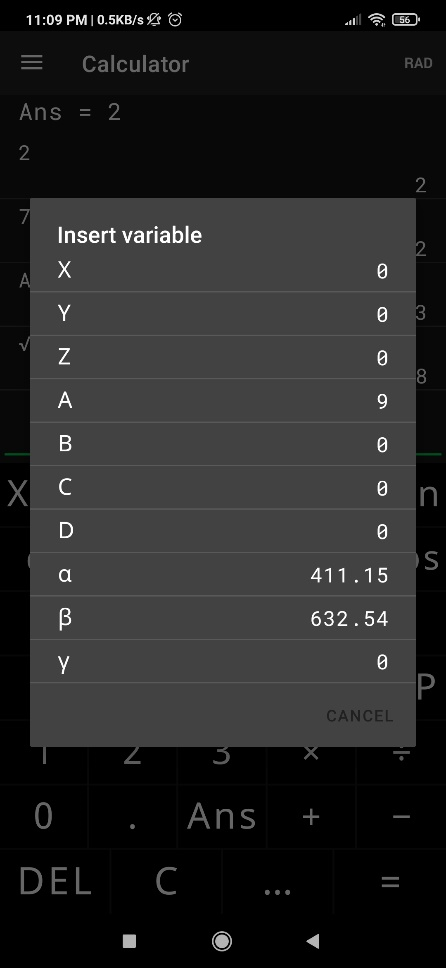 11:09 PM | 0.5KB/s 56
Calculator RAD
Ans = 2
2
2
7
2
A
3
√
8
Insert variable
X 0
Y 0
Z 0
A 9
B 0
C 0
D 0
α 411.15
β 632.54
γ 0
CANCEL
X n
os
P
1 2 3 × ÷
0 . Ans + −
DEL C ... =